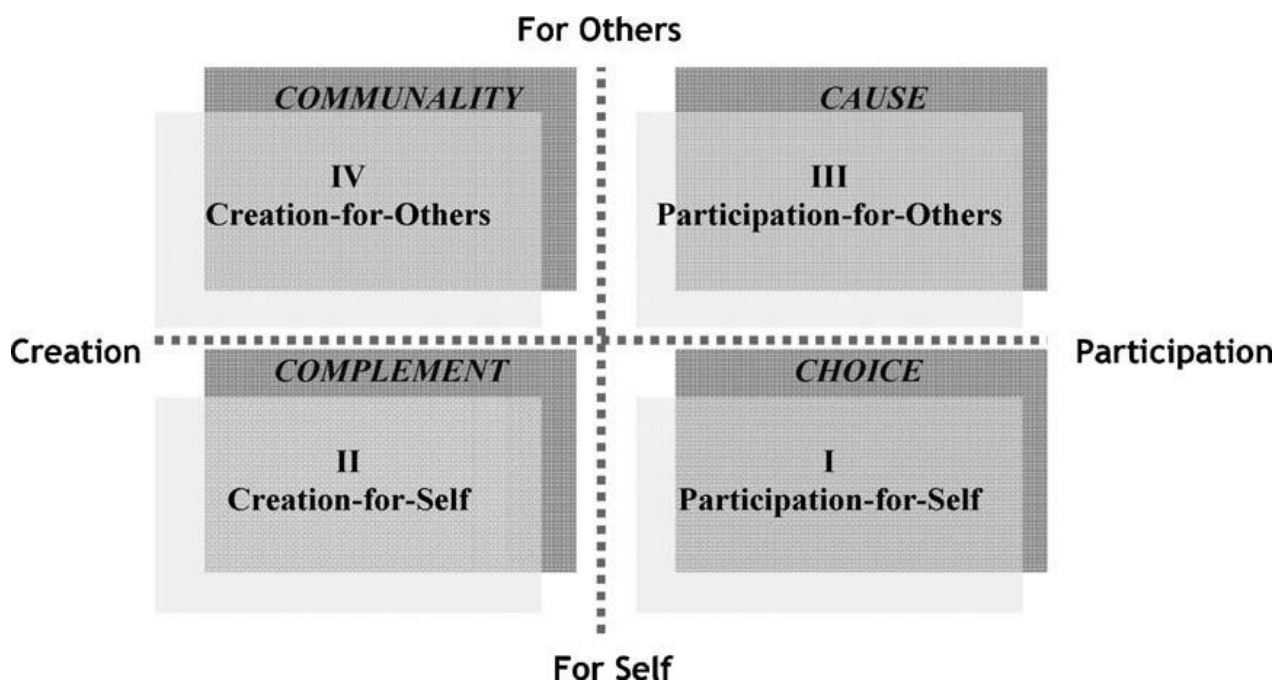 For Others
COMMUNALITY
CAUSE
IV
Creation-for-Others
III
Participation-for-Others
Creation
Participation
COMPLEMENT
CHOICE
II
Creation-for-Self
I
Participation-for-Self
For Self